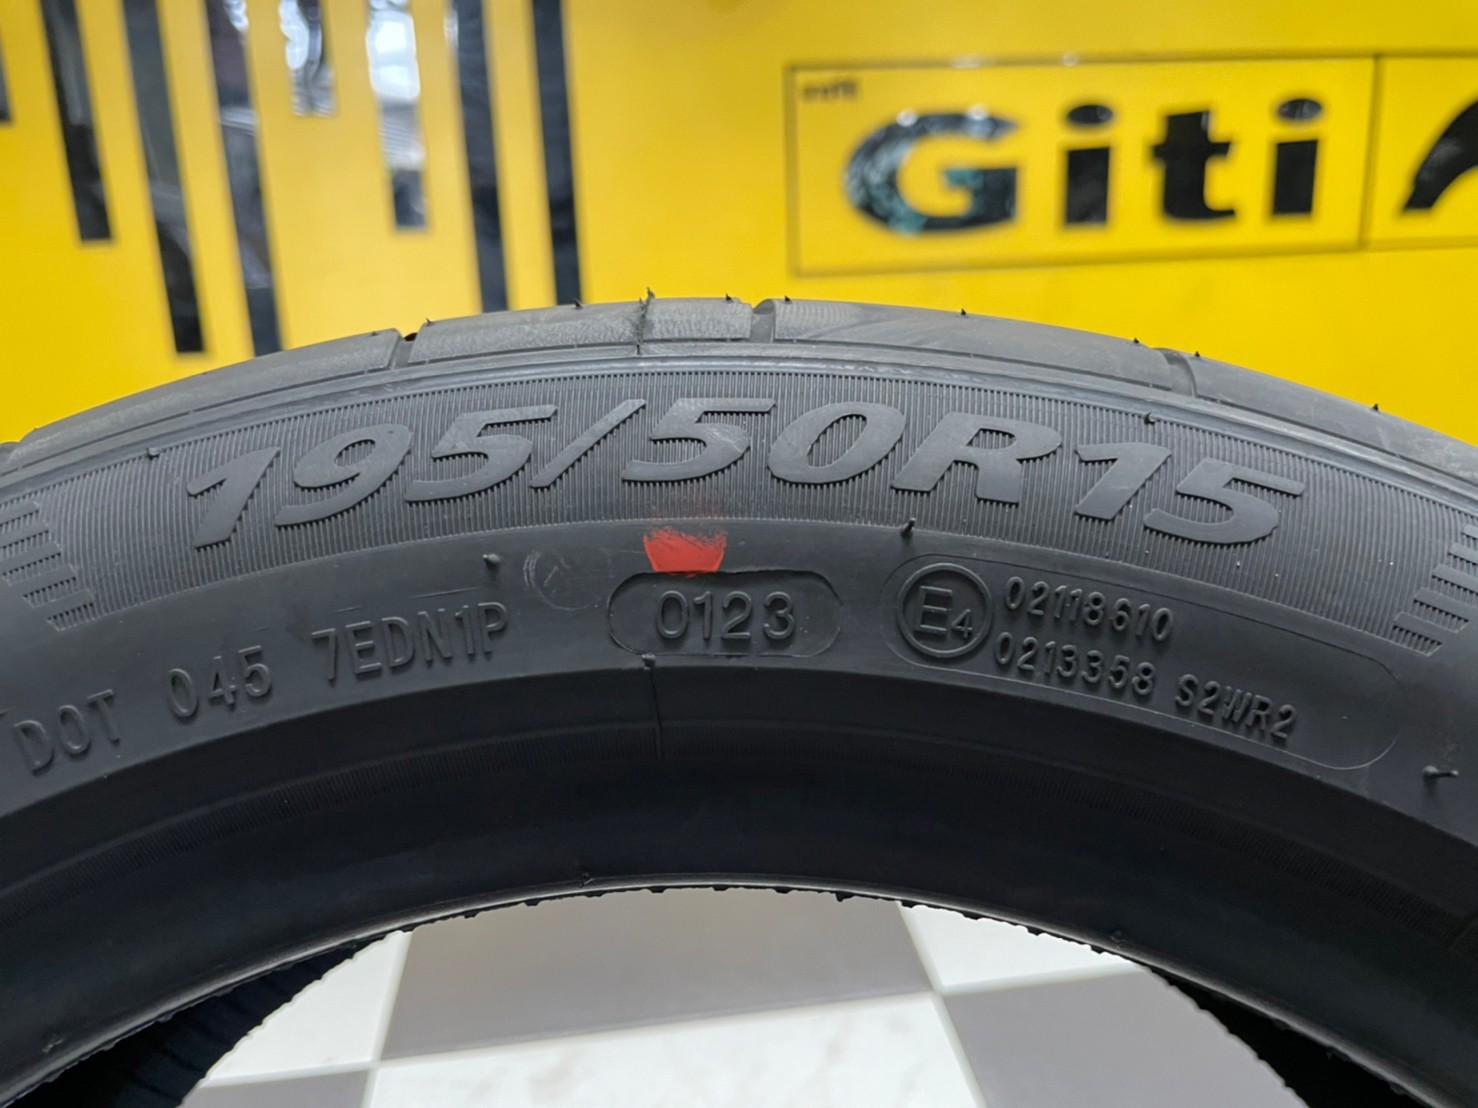 Giti
195/50R15
DOT 045 7EDN1P 0123
E4 02118610
0213358 S2WR2